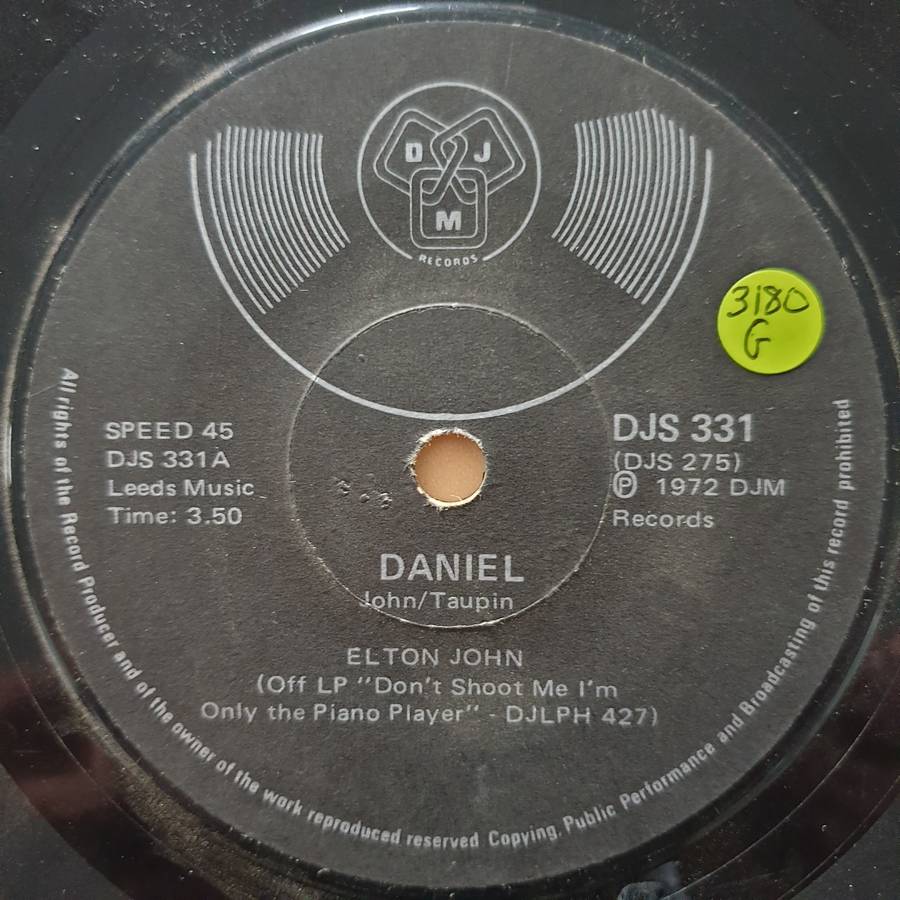 D J
M
RECORDS
3180
G
SPEED 45
DJS 331A
Leeds Music
Time: 3.50
DJS 331
(DJS 275)
Ⓟ 1972 DJM
Records
DANIEL
John/Taupin
ELTON JOHN
(Off LP "Don't Shoot Me I'm
Only the Piano Player" - DJLPH 427)
All rights of the Record Producer and of the owner of the work reproduced reserved Copying, Public Performance and Broadcasting of this record prohibited